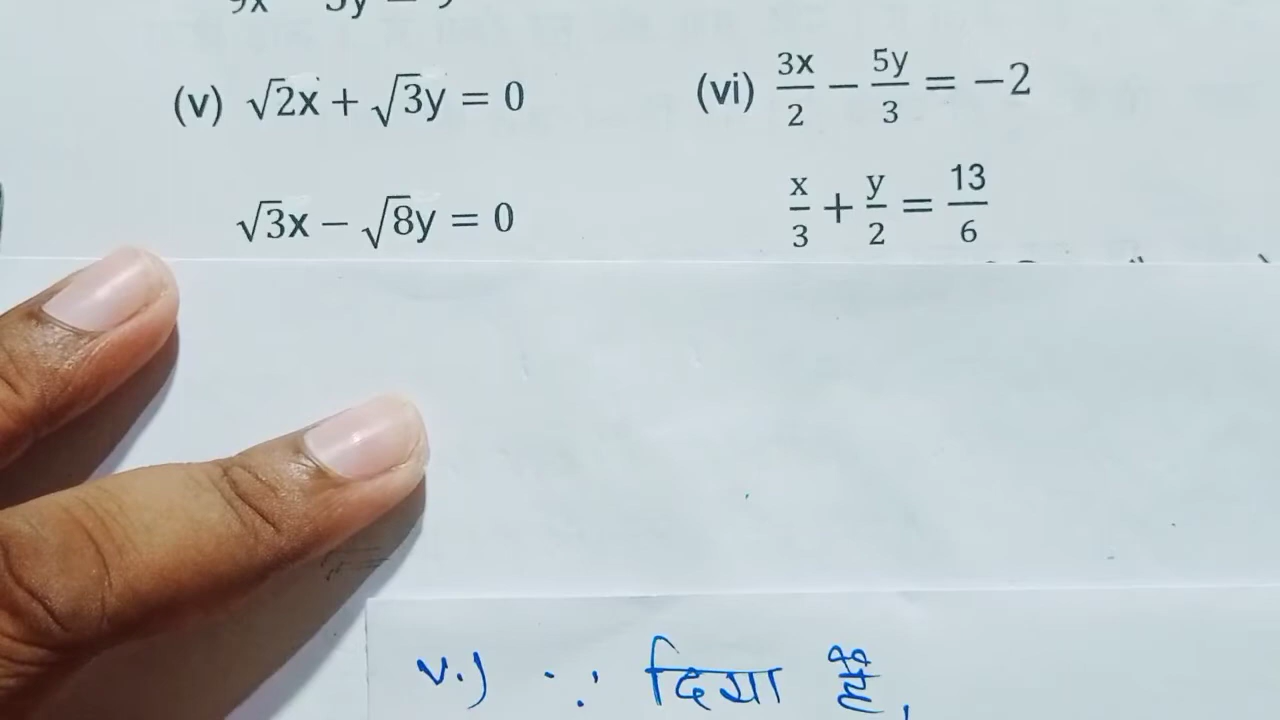 (v) √2x + √3y = 0
√3x − √8y = 0
(vi) 3x/2 − 5y/3 = −2
x/3 + y/2 = 13/6
v.) ∵ दिया है,